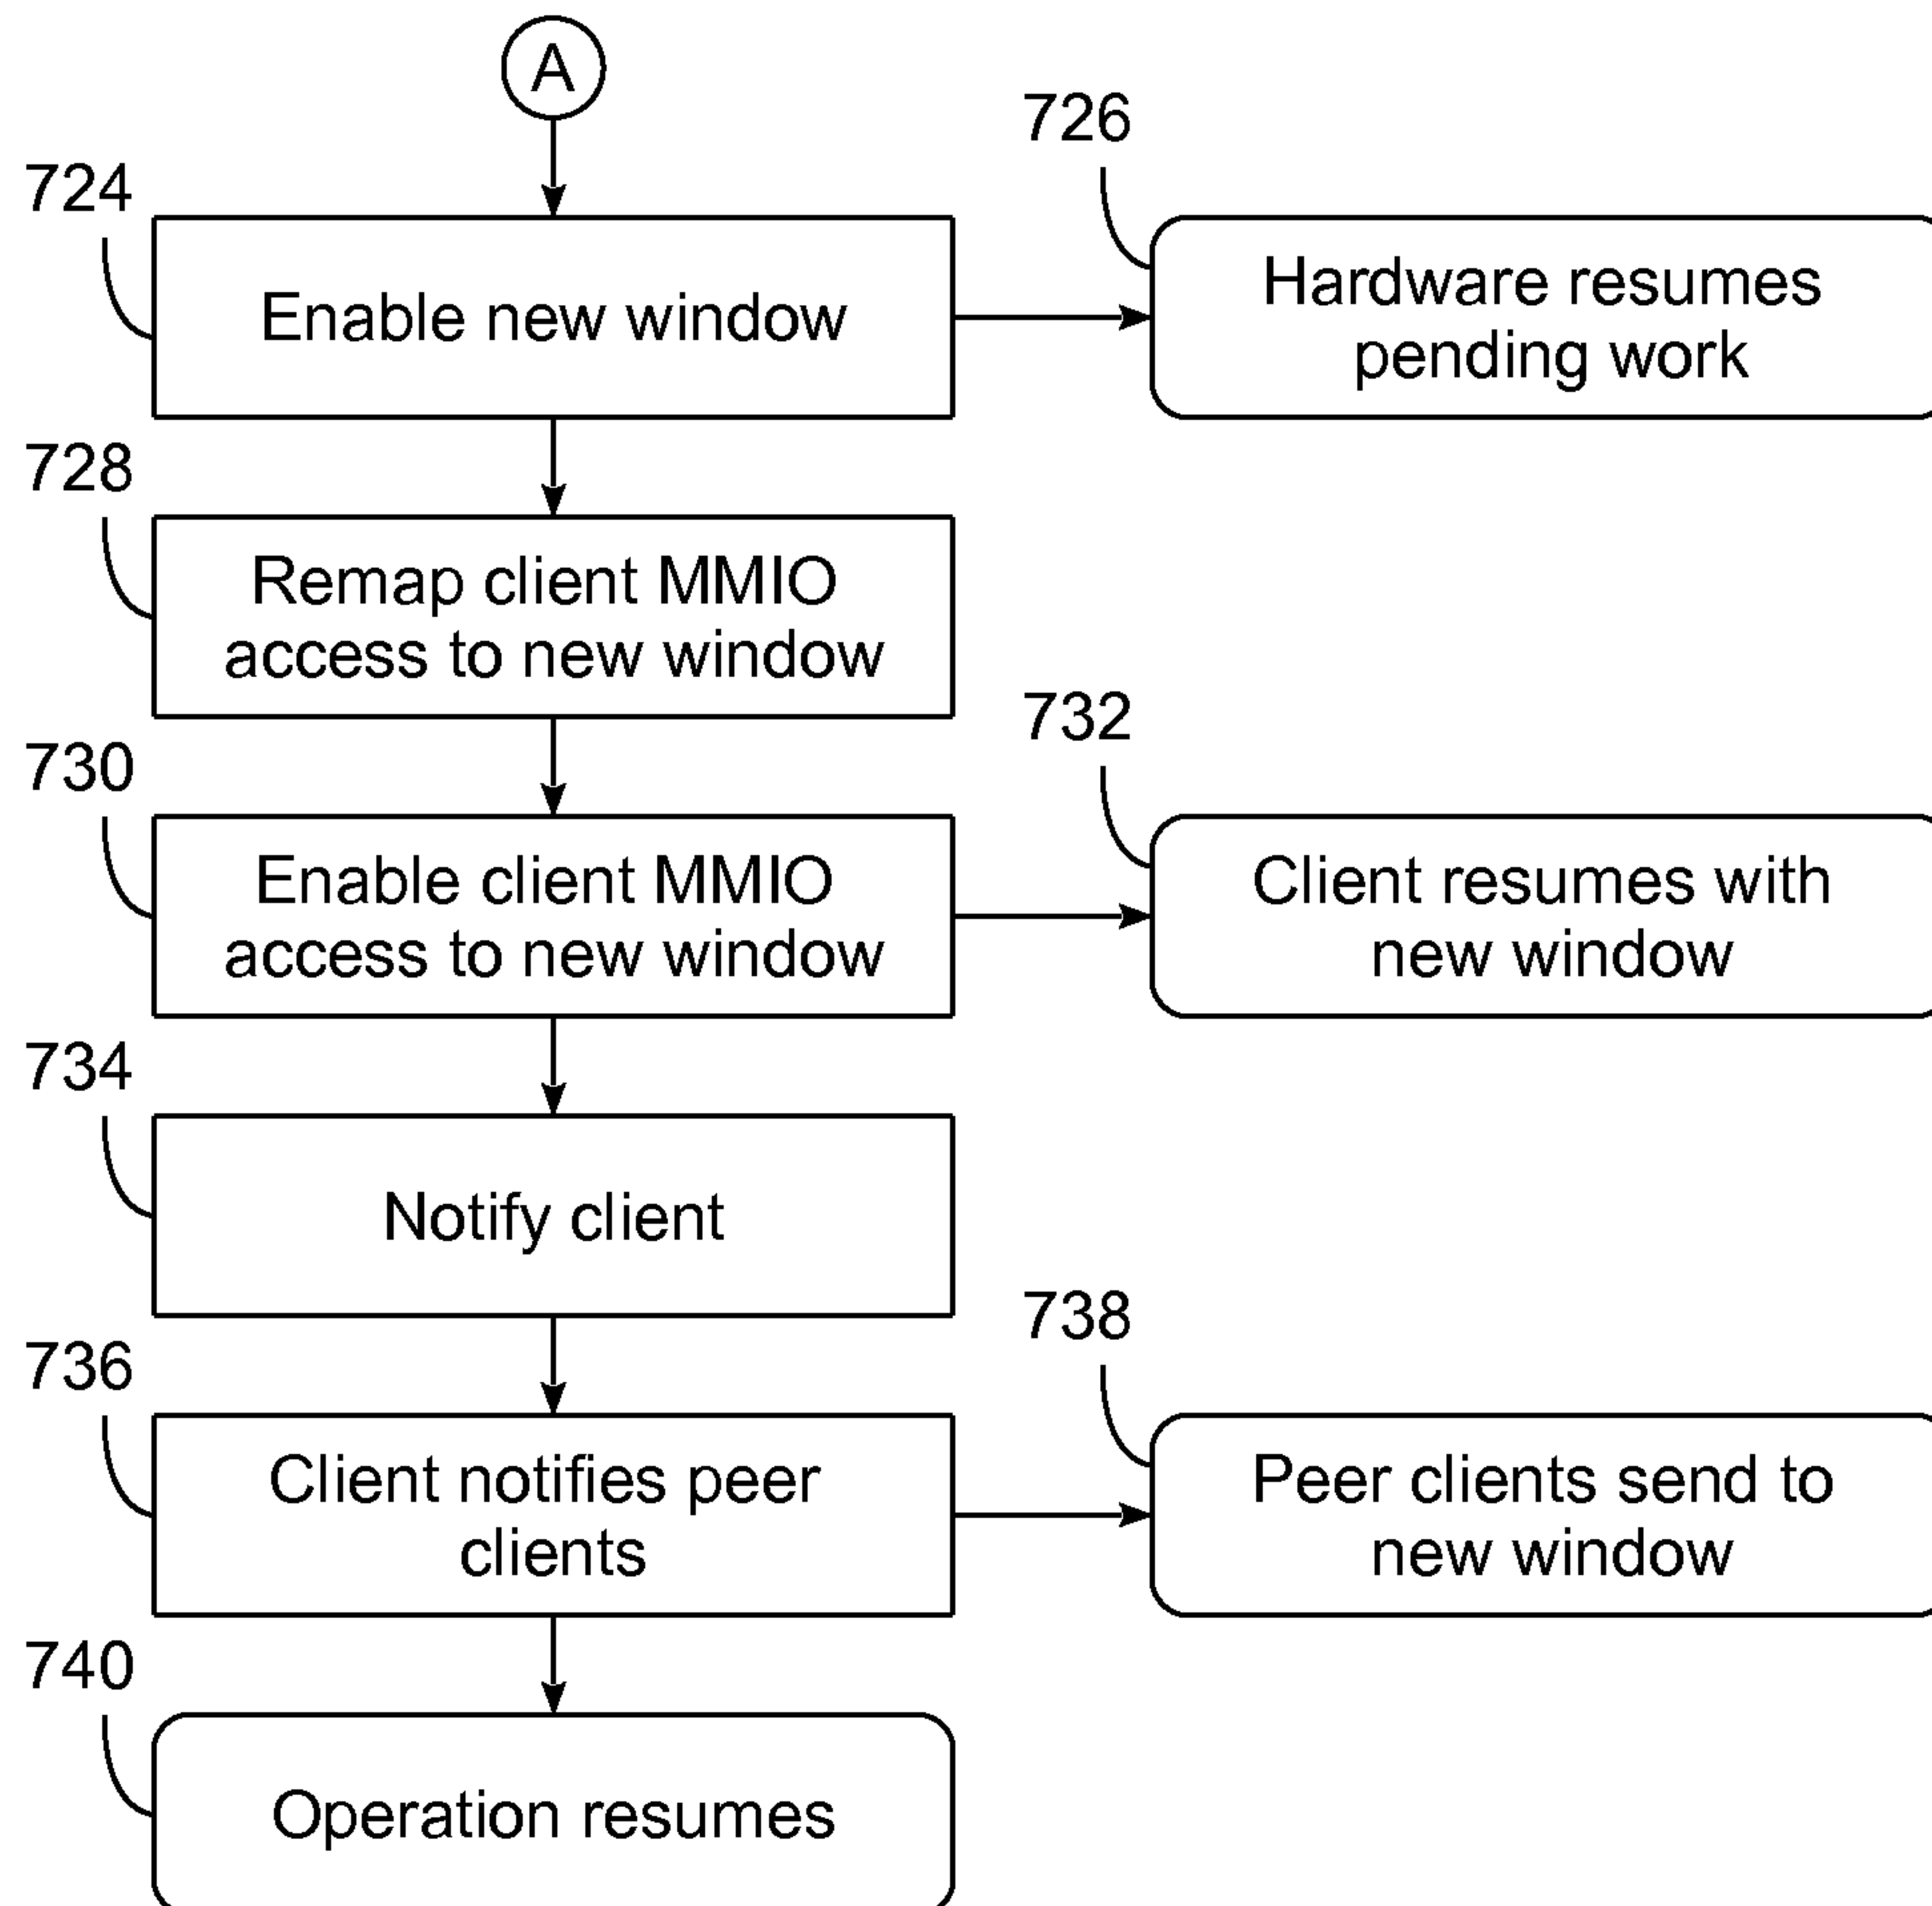 A
726
724
Enable new window
Hardware resumes
pending work
728
Remap client MMIO
access to new window
732
730
Enable client MMIO
access to new window
Client resumes with
new window
734
Notify client
738
736
Client notifies peer
clients
Peer clients send to
new window
740
Operation resumes